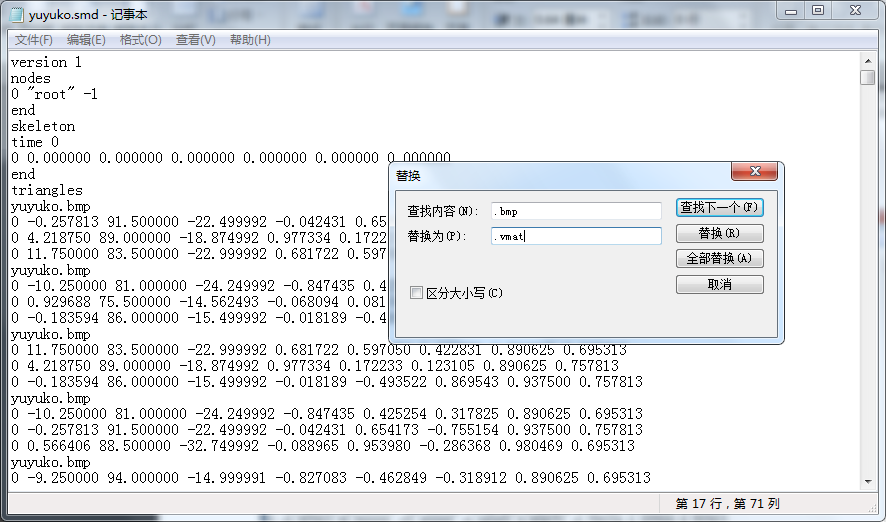 yuyuko.smd - 记事本
文件(F) 编辑(E) 格式(O) 查看(V) 帮助(H)
version 1
nodes
0 "root" -1
end
skeleton
time 0
0 0.000000 0.000000 0.000000 0.000000 0.000000 0.000000
end
triangles
yuyuko.bmp
0 -0.257813 91.500000 -22.499992 -0.042431 0.65
0 4.218750 89.000000 -18.874992 0.977334 0.1722
0 11.750000 83.500000 -22.999992 0.681722 0.597
yuyuko.bmp
0 -10.250000 81.000000 -24.249992 -0.847435 0.4
0 0.929688 75.500000 -14.562493 -0.068094 0.081
0 -0.183594 86.000000 -15.499992 -0.018189 -0.4
yuyuko.bmp
0 11.750000 83.500000 -22.999992 0.681722 0.597050 0.422831 0.890625 0.695313
0 4.218750 89.000000 -18.874992 0.977334 0.172233 0.123105 0.890625 0.757813
0 -0.183594 86.000000 -15.499992 -0.018189 -0.493522 0.869543 0.937500 0.757813
yuyuko.bmp
0 -10.250000 81.000000 -24.249992 -0.847435 0.425254 0.317825 0.890625 0.695313
0 -0.257813 91.500000 -22.499992 -0.042431 0.654173 -0.755154 0.937500 0.757813
0 0.566406 88.500000 -32.749992 -0.088965 0.953980 -0.286368 0.980469 0.695313
yuyuko.bmp
0 -9.250000 94.000000 -14.999991 -0.827083 -0.462849 -0.318912 0.890625 0.695313
替换
查找内容(N): .bmp 查找下一个(F)
替换为(P): .vmat 替换(R)
全部替换(A)
取消
区分大小写(C)
第 17 行，第 71 列